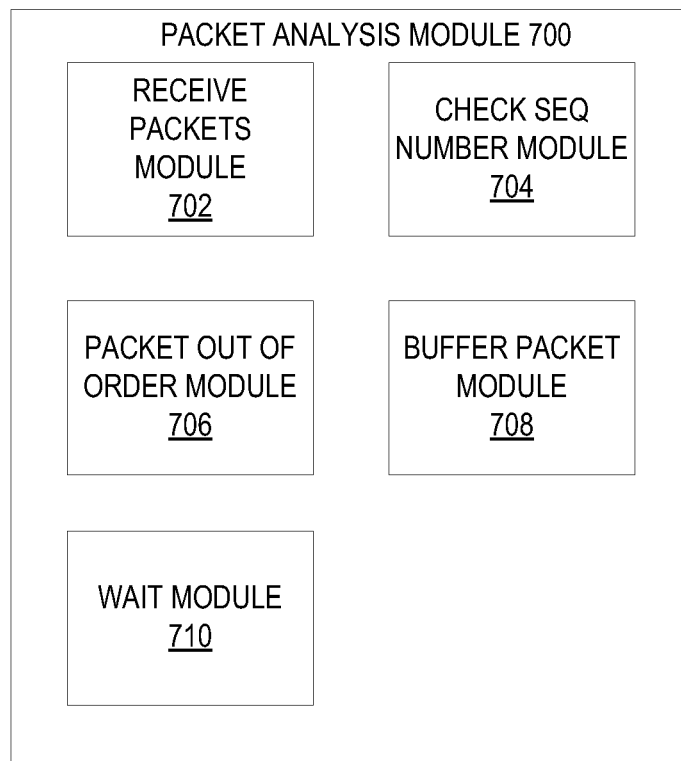 PACKET ANALYSIS MODULE 700
RECEIVE
PACKETS
MODULE
702
CHECK SEQ
NUMBER MODULE
704
PACKET OUT OF
ORDER MODULE
706
BUFFER PACKET
MODULE
708
WAIT MODULE
710